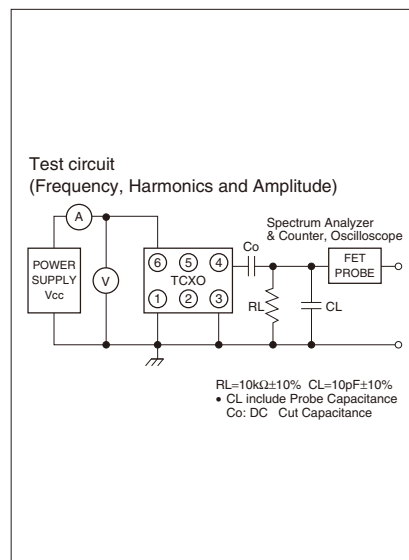 Test circuit
(Frequency, Harmonics and Amplitude)
A
Spectrum Analyzer
& Counter, Oscilloscope
Co
POWER
SUPPLY
Vcc
V
6 5 4
TCXO
1 2 3
RL
CL
FET
PROBE
RL=10kΩ±10% CL=10pF±10%
• CL include Probe Capacitance
Co: DC Cut Capacitance